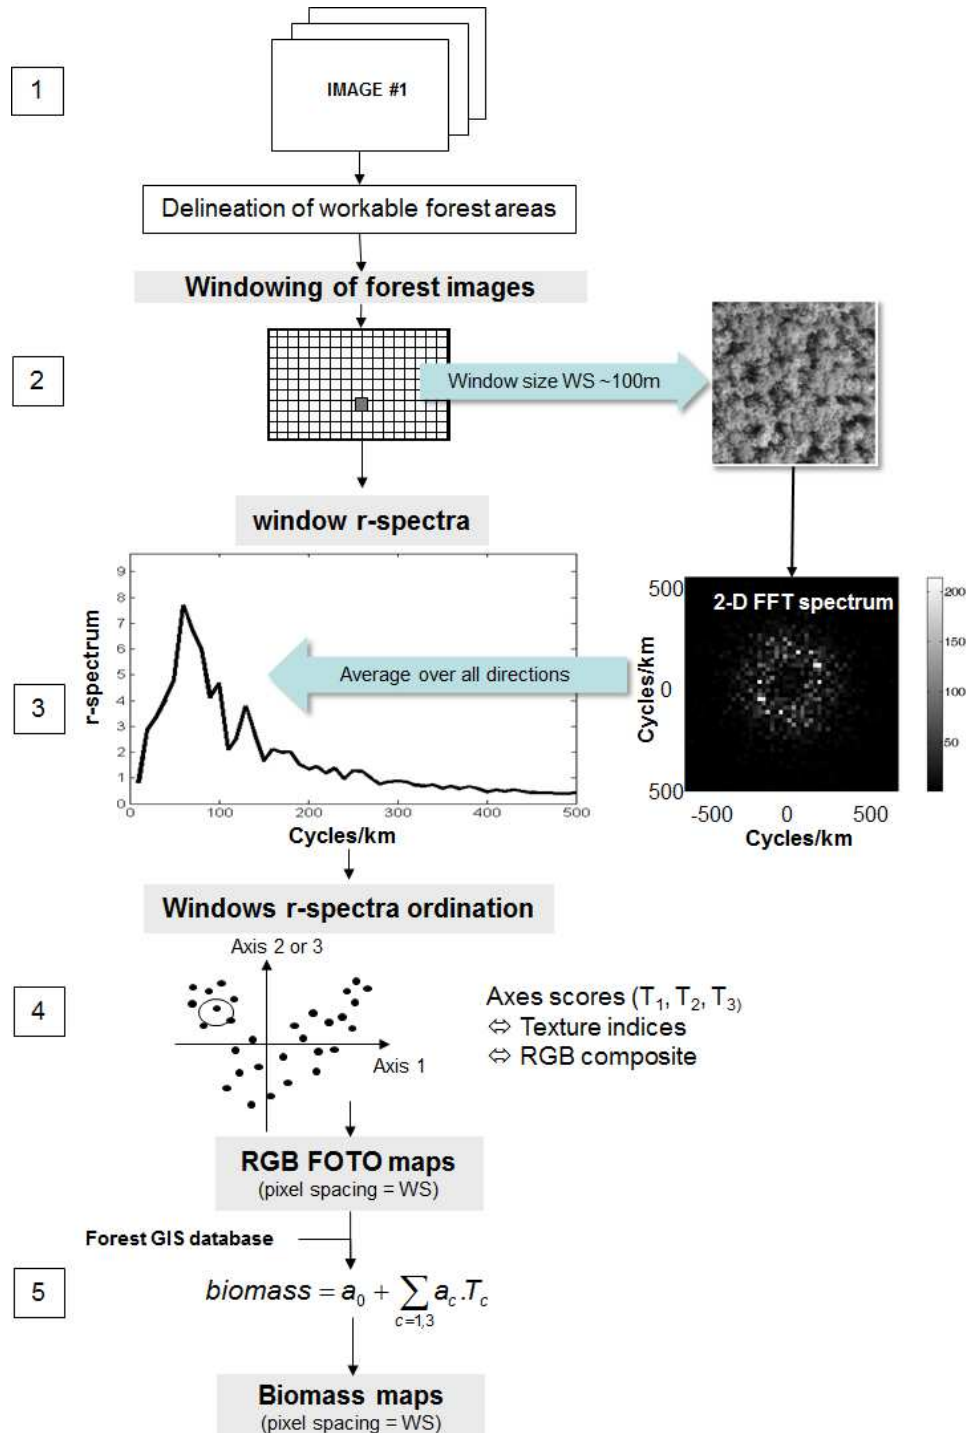 1
IMAGE #1
Delineation of workable forest areas
Windowing of forest images
2
Window size WS ~100m
window r-spectra
3
r-spectrum
9
8
7
6
5
4
3
2
1
0
0
100
200
300
400
500
Cycles/km
Average over all directions
2-D FFT spectrum
500
0
500
Cycles/km
-500
0
500
Cycles/km
200
150
100
50
Windows r-spectra ordination
4
Axis 2 or 3
Axis 1
Axes scores (T₁, T₂, T₃)
⇔ Texture indices
⇔ RGB composite
RGB FOTO maps
(pixel spacing = WS)
Forest GIS database
5
biomass = a₀ + ∑ a_c.T_c
c=1,3
Biomass maps
(pixel spacing = WS)